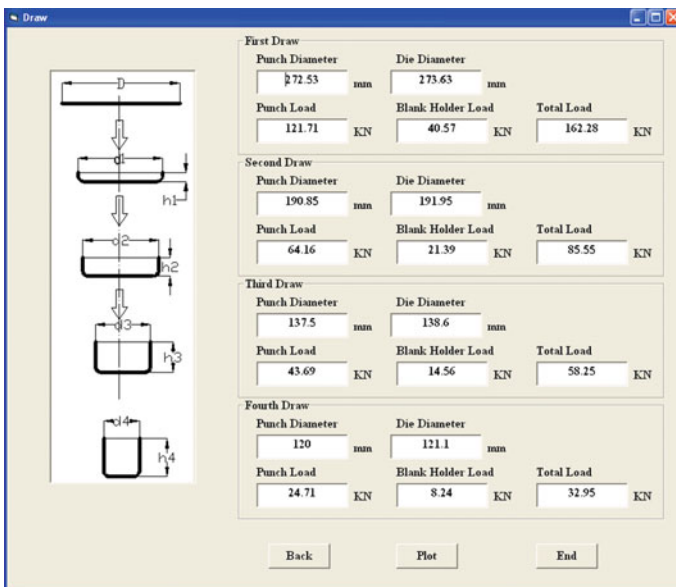 Draw
D
d1
h1
d2
h2
d3
h3
d4
h4
First Draw
Punch Diameter Die Diameter
272.53 mm 273.63 mm
Punch Load Blank Holder Load Total Load
121.71 KN 40.57 KN 162.28 KN
Second Draw
Punch Diameter Die Diameter
190.85 mm 191.95 mm
Punch Load Blank Holder Load Total Load
64.16 KN 21.39 KN 85.55 KN
Third Draw
Punch Diameter Die Diameter
137.5 mm 138.6 mm
Punch Load Blank Holder Load Total Load
43.69 KN 14.56 KN 58.25 KN
Fourth Draw
Punch Diameter Die Diameter
120 mm 121.1 mm
Punch Load Blank Holder Load Total Load
24.71 KN 8.24 KN 32.95 KN
Back Plot End